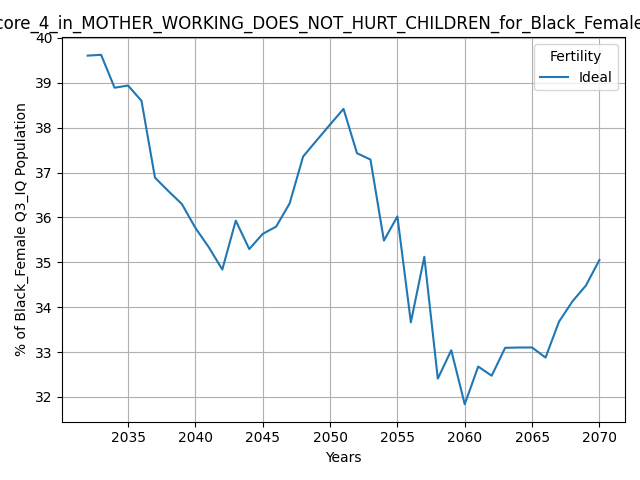 core_4_in_MOTHER_WORKING_DOES_NOT_HURT_CHILDREN_for_Black_Female
40
39
38
37
36
35
34
33
32
% of Black_Female Q3_IQ Population
Fertility
Ideal
2035 2040 2045 2050 2055 2060 2065 2070
Years